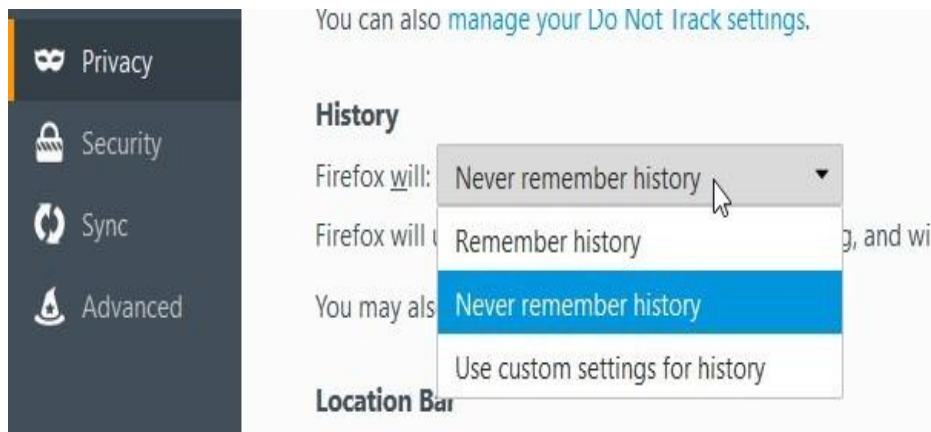 You can also manage your Do Not Track settings.
Privacy
History
Security
Firefox will: Never remember history
Sync
Firefox will g, and wi
Remember history
Advanced
You may als
Never remember history
Use custom settings for history
Location Bar